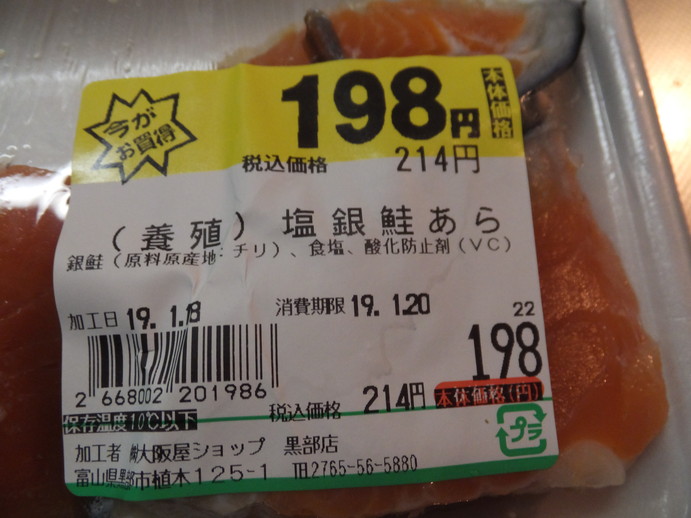 今が
お買得
198円
本体価格
税込価格 214円
(養殖) 塩銀鮭あら
銀鮭(原料原産地:チリ)、食塩、酸化防止剤(VC)
加工日 19. 1.18
消費期限 19. 1.20
22
198
2 668002 201986
税込価格 214円 本体価格(円)
保存温度10℃以下
プラ
加工者 ㈲大阪屋ショップ 黒部店
富山県黒部市植木125-1 ℡2765-56-5880